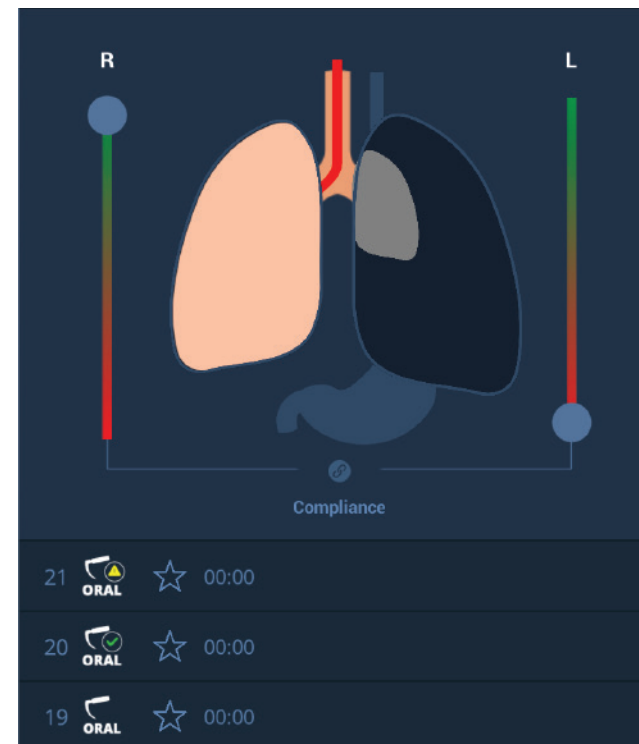 R L
Compliance
21 ORAL 00:00
20 ORAL 00:00
19 ORAL 00:00